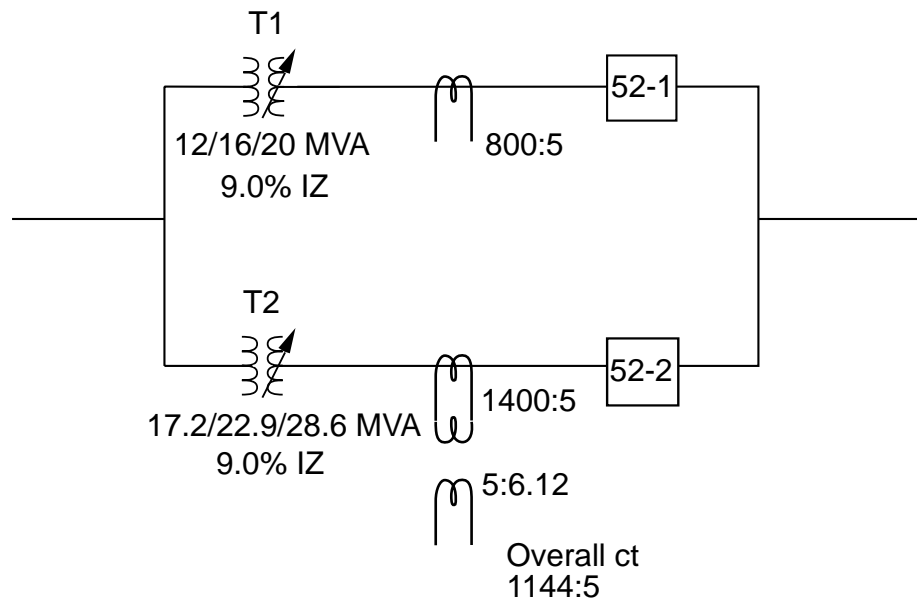 T1
52-1
12/16/20 MVA
9.0% IZ
800:5
T2
52-2
17.2/22.9/28.6 MVA
9.0% IZ
1400:5
5:6.12
Overall ct
1144:5